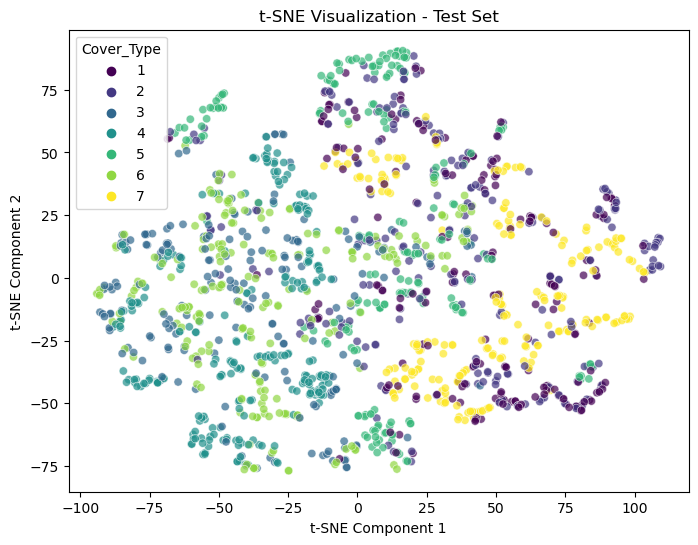 t-SNE Visualization - Test Set
Cover_Type
1
2
3
4
5
6
7
75
50
25
0
−25
−50
−75
t-SNE Component 2
−100 −75 −50 −25 0 25 50 75 100
t-SNE Component 1